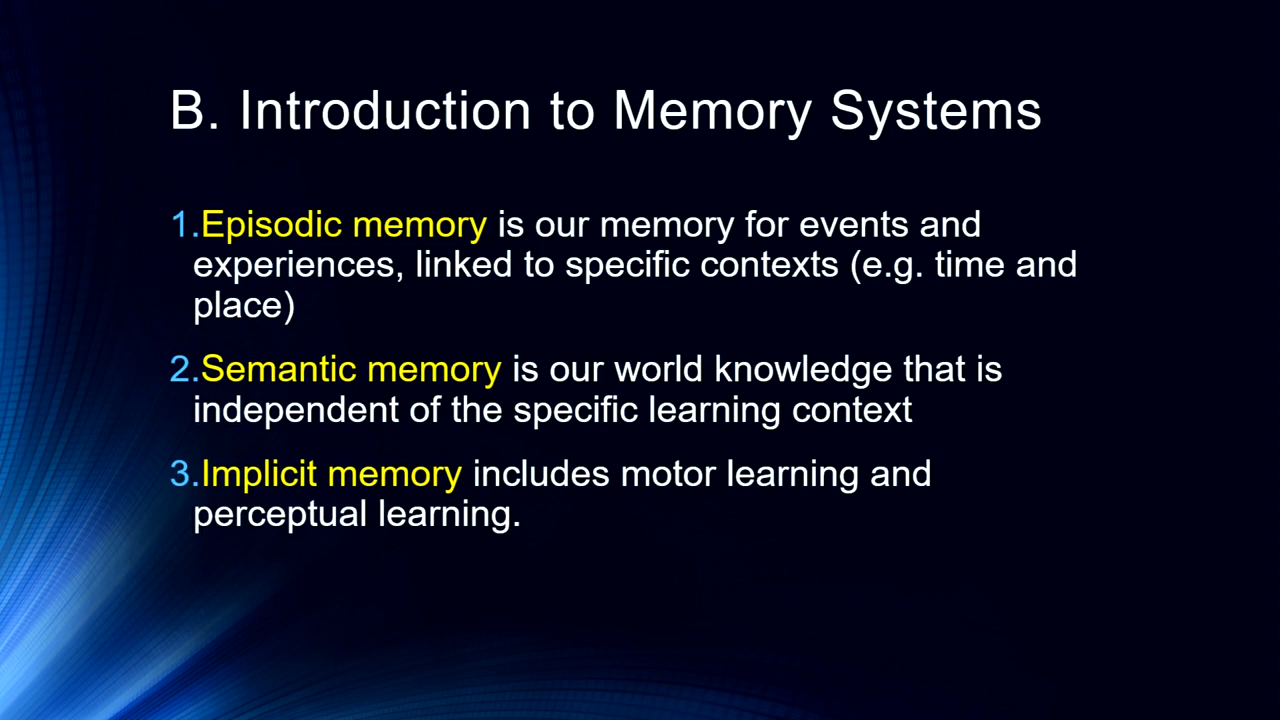 B. Introduction to Memory Systems
1.Episodic memory is our memory for events and
experiences, linked to specific contexts (e.g. time and
place)
2.Semantic memory is our world knowledge that is
independent of the specific learning context
3.Implicit memory includes motor learning and
perceptual learning.